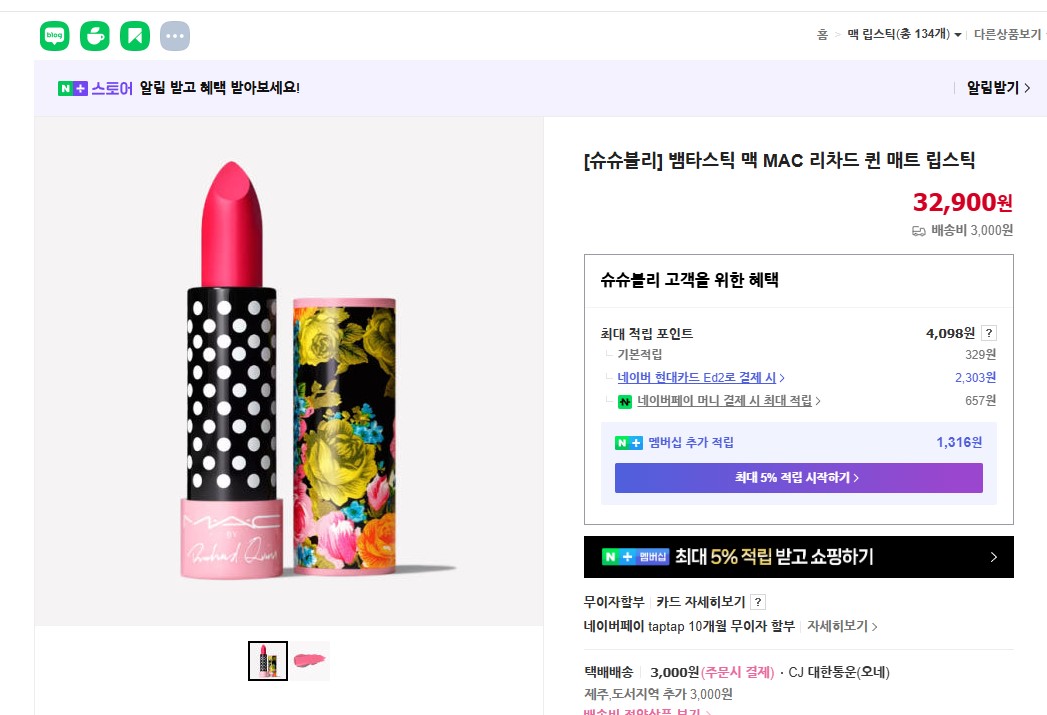 blog
홈 > 맥 립스틱(총 134개) 다른상품보기
N+ 스토어 알림 받고 혜택 받아보세요!
알림받기 >
[슈슈블리] 뱀타스틱 맥 MAC 리차드 퀸 매트 립스틱
32,900원
배송비 3,000원
슈슈블리 고객을 위한 혜택
최대 적립 포인트 4,098원 ?
기본적립 329원
네이버 현대카드 Ed2로 결제 시 > 2,303원
네이버페이 머니 결제 시 최대 적립 > 657원
N+ 멤버십 추가 적립 1,316원
최대 5% 적립 시작하기 >
N+ 멤버십 최대 5% 적립 받고 쇼핑하기 >
무이자할부 카드 자세히보기 ?
네이버페이 taptap 10개월 무이자 할부 자세히보기 >
택배배송 3,000원(주문시 결제) · CJ 대한통운(오네)
제주,도서지역 추가 3,000원
배송비 절약상품 보기 >
MAC
BY
Richard Quinn